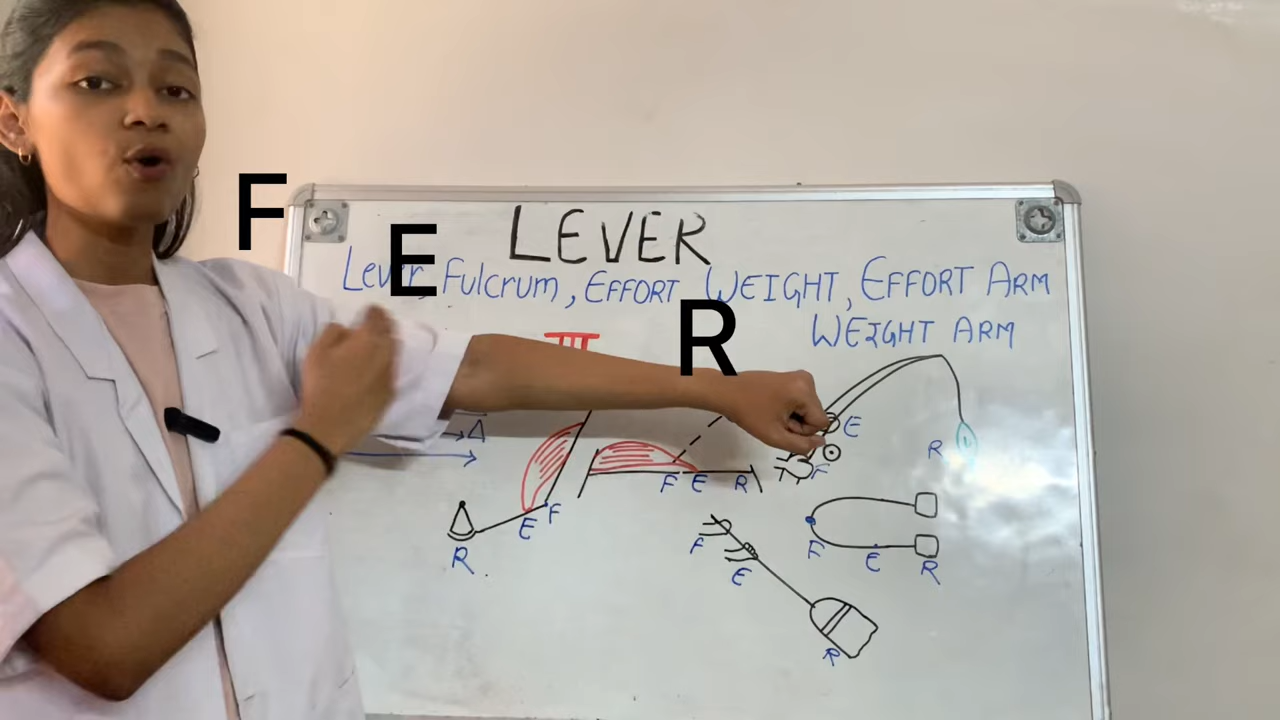 F
E
R
LEVER
Lever, Fulcrum, EFFORT, WEIGHT, EFFORT ARM
WEIGHT ARM
III
E
R
F
F E R
E F
R
F E R
F
E
R